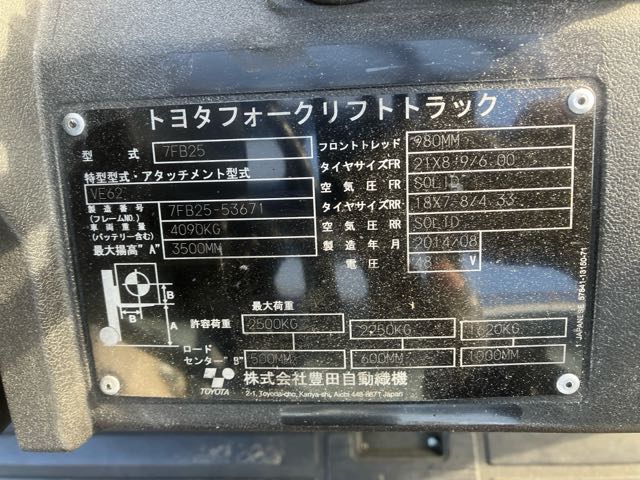 トヨタフォークリフトトラック
型 式 7FB25
特型型式・アタッチメント型式
VE62
製造番号 (フレームNO.) 7FB25-53671
車両重量 (バッテリー含む) 4090KG
最大揚高"A" 3500MM
フロントトレッド 980MM
タイヤサイズFR 21X8-9/6.00
空気圧FR SOLID
タイヤサイズRR 18X7-8/4.33
空気圧RR SOLID
製造年月 2014/08
電圧 48 V
B
B
A
最大荷重
許容荷重 2500KG 2250KG 1620KG
ロードセンター"B" 500MM 600MM 1000MM
TOYOTA 株式会社豊田自動織機
2-1, Toyoda-cho, Kariya-shi, Aichi 448-8671 Japan
JAPANESE 57841-13150-71